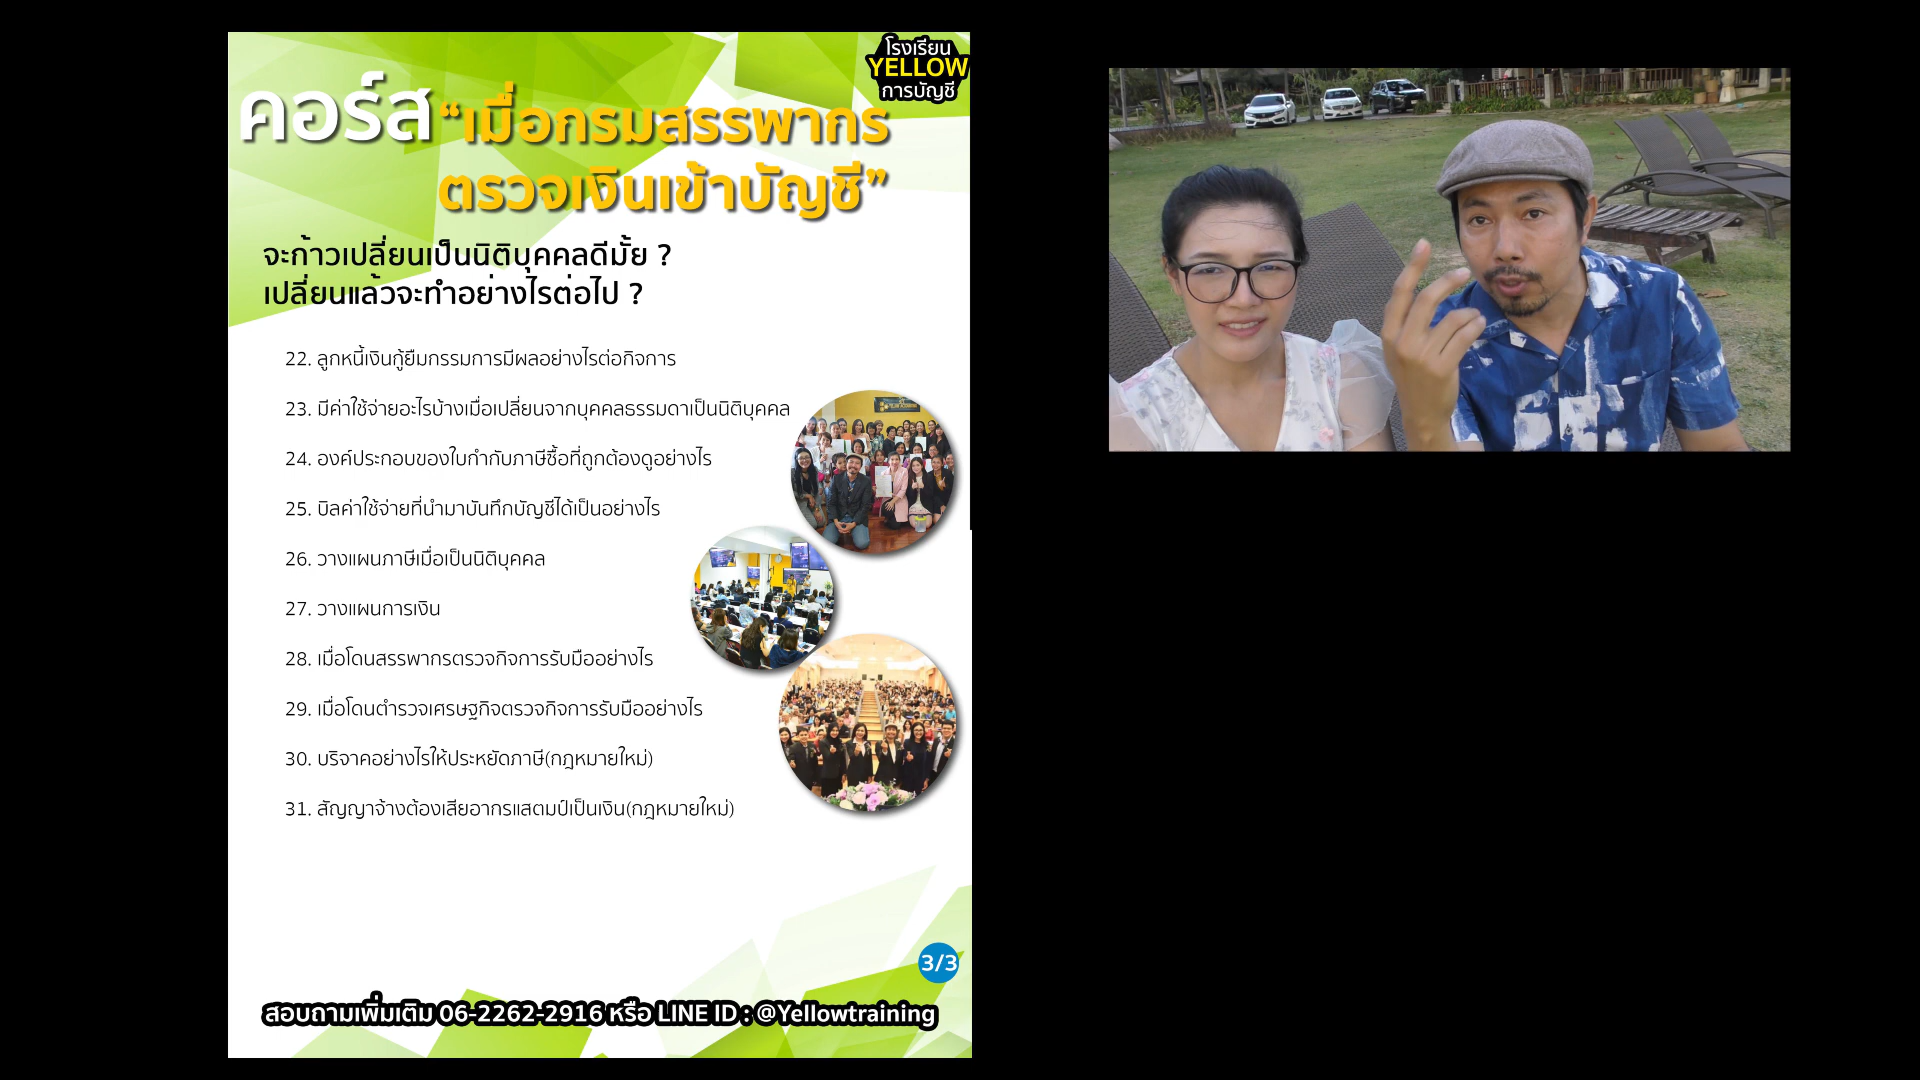 โรงเรียน
YELLOW
การบัญชี
คอร์ส “เมื่อกรมสรรพากร
ตรวจเงินเข้าบัญชี”
จะก้าวเปลี่ยนเป็นนิติบุคคลดีมั้ย ?
เปลี่ยนแล้วจะทำอย่างไรต่อไป ?
22. ลูกหนี้เงินกู้ยืมกรรมการมีผลอย่างไรต่อกิจการ
23. มีค่าใช้จ่ายอะไรบ้างเมื่อเปลี่ยนจากบุคคลธรรมดาเป็นนิติบุคคล
24. องค์ประกอบของใบกำกับภาษีซื้อที่ถูกต้องดูอย่างไร
25. บิลค่าใช้จ่ายที่นำมาบันทึกบัญชีได้เป็นอย่างไร
26. วางแผนภาษีเมื่อเป็นนิติบุคคล
27. วางแผนการเงิน
28. เมื่อโดนสรรพากรตรวจกิจการรับมืออย่างไร
29. เมื่อโดนตำรวจเศรษฐกิจตรวจกิจการรับมืออย่างไร
30. บริจาคอย่างไรให้ประหยัดภาษี(กฎหมายใหม่)
31. สัญญาจ้างต้องเสียอากรแสตมป์เป็นเงิน(กฎหมายใหม่)
3/3
สอบถามเพิ่มเติม 06-2262-2916 หรือ LINE ID : @Yellowtraining